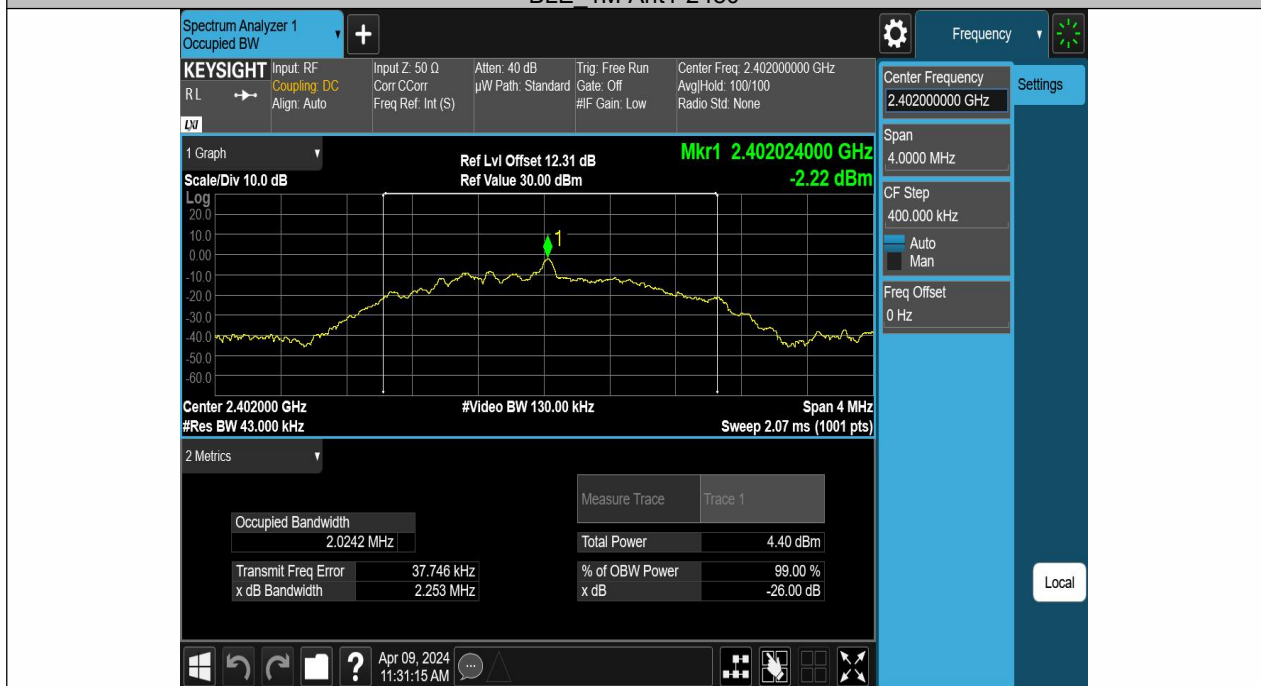 Spectrum Analyzer 1
Occupied BW
Frequency
KEYSIGHT
RL
LXI
Input: RF
Coupling: DC
Align: Auto
Input Z: 50 Ω
Corr CCorr
Freq Ref: Int (S)
Atten: 40 dB
µW Path: Standard
Trig: Free Run
Gate: Off
#IF Gain: Low
Center Freq: 2.402000000 GHz
Avg|Hold: 100/100
Radio Std: None
Center Frequency
2.402000000 GHz
Settings
Span
4.0000 MHz
CF Step
400.000 kHz
Auto
Man
Freq Offset
0 Hz
Local
1 Graph
Scale/Div 10.0 dB
Ref Lvl Offset 12.31 dB
Ref Value 30.00 dBm
Mkr1 2.402024000 GHz
-2.22 dBm
Log
20.0
10.0
0.00
-10.0
-20.0
-30.0
-40.0
-50.0
-60.0
1
Center 2.402000 GHz
#Video BW 130.00 kHz
Span 4 MHz
#Res BW 43.000 kHz
Sweep 2.07 ms (1001 pts)
2 Metrics
Measure Trace
Trace 1
Occupied Bandwidth
2.0242 MHz
Total Power 4.40 dBm
Transmit Freq Error 37.746 kHz
% of OBW Power 99.00 %
x dB Bandwidth 2.253 MHz
x dB -26.00 dB
Apr 09, 2024
11:31:15 AM